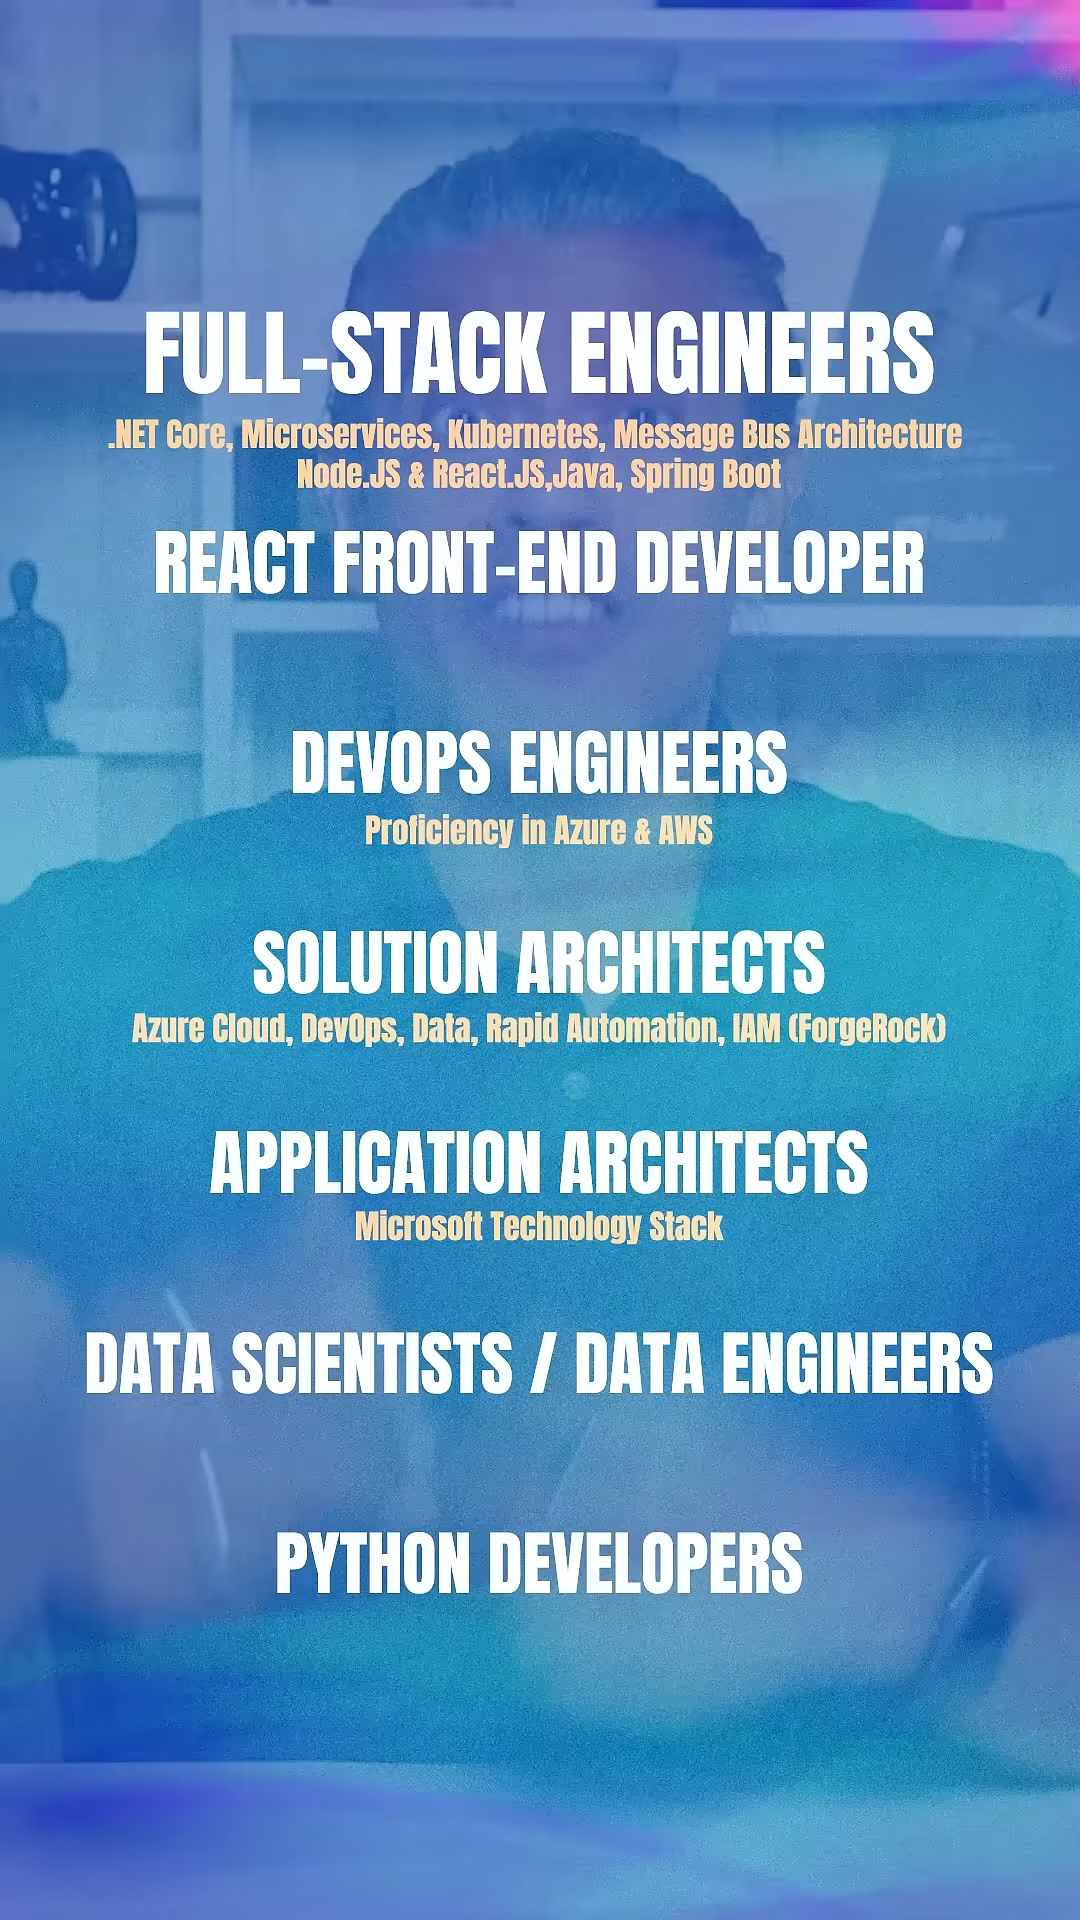 FULL-STACK ENGINEERS
.NET Core, Microservices, Kubernetes, Message Bus Architecture
Node.JS & React.JS,Java, Spring Boot
REACT FRONT-END DEVELOPER
DEVOPS ENGINEERS
Proficiency in Azure & AWS
SOLUTION ARCHITECTS
Azure Cloud, DevOps, Data, Rapid Automation, IAM (ForgeRock)
APPLICATION ARCHITECTS
Microsoft Technology Stack
DATA SCIENTISTS / DATA ENGINEERS
PYTHON DEVELOPERS